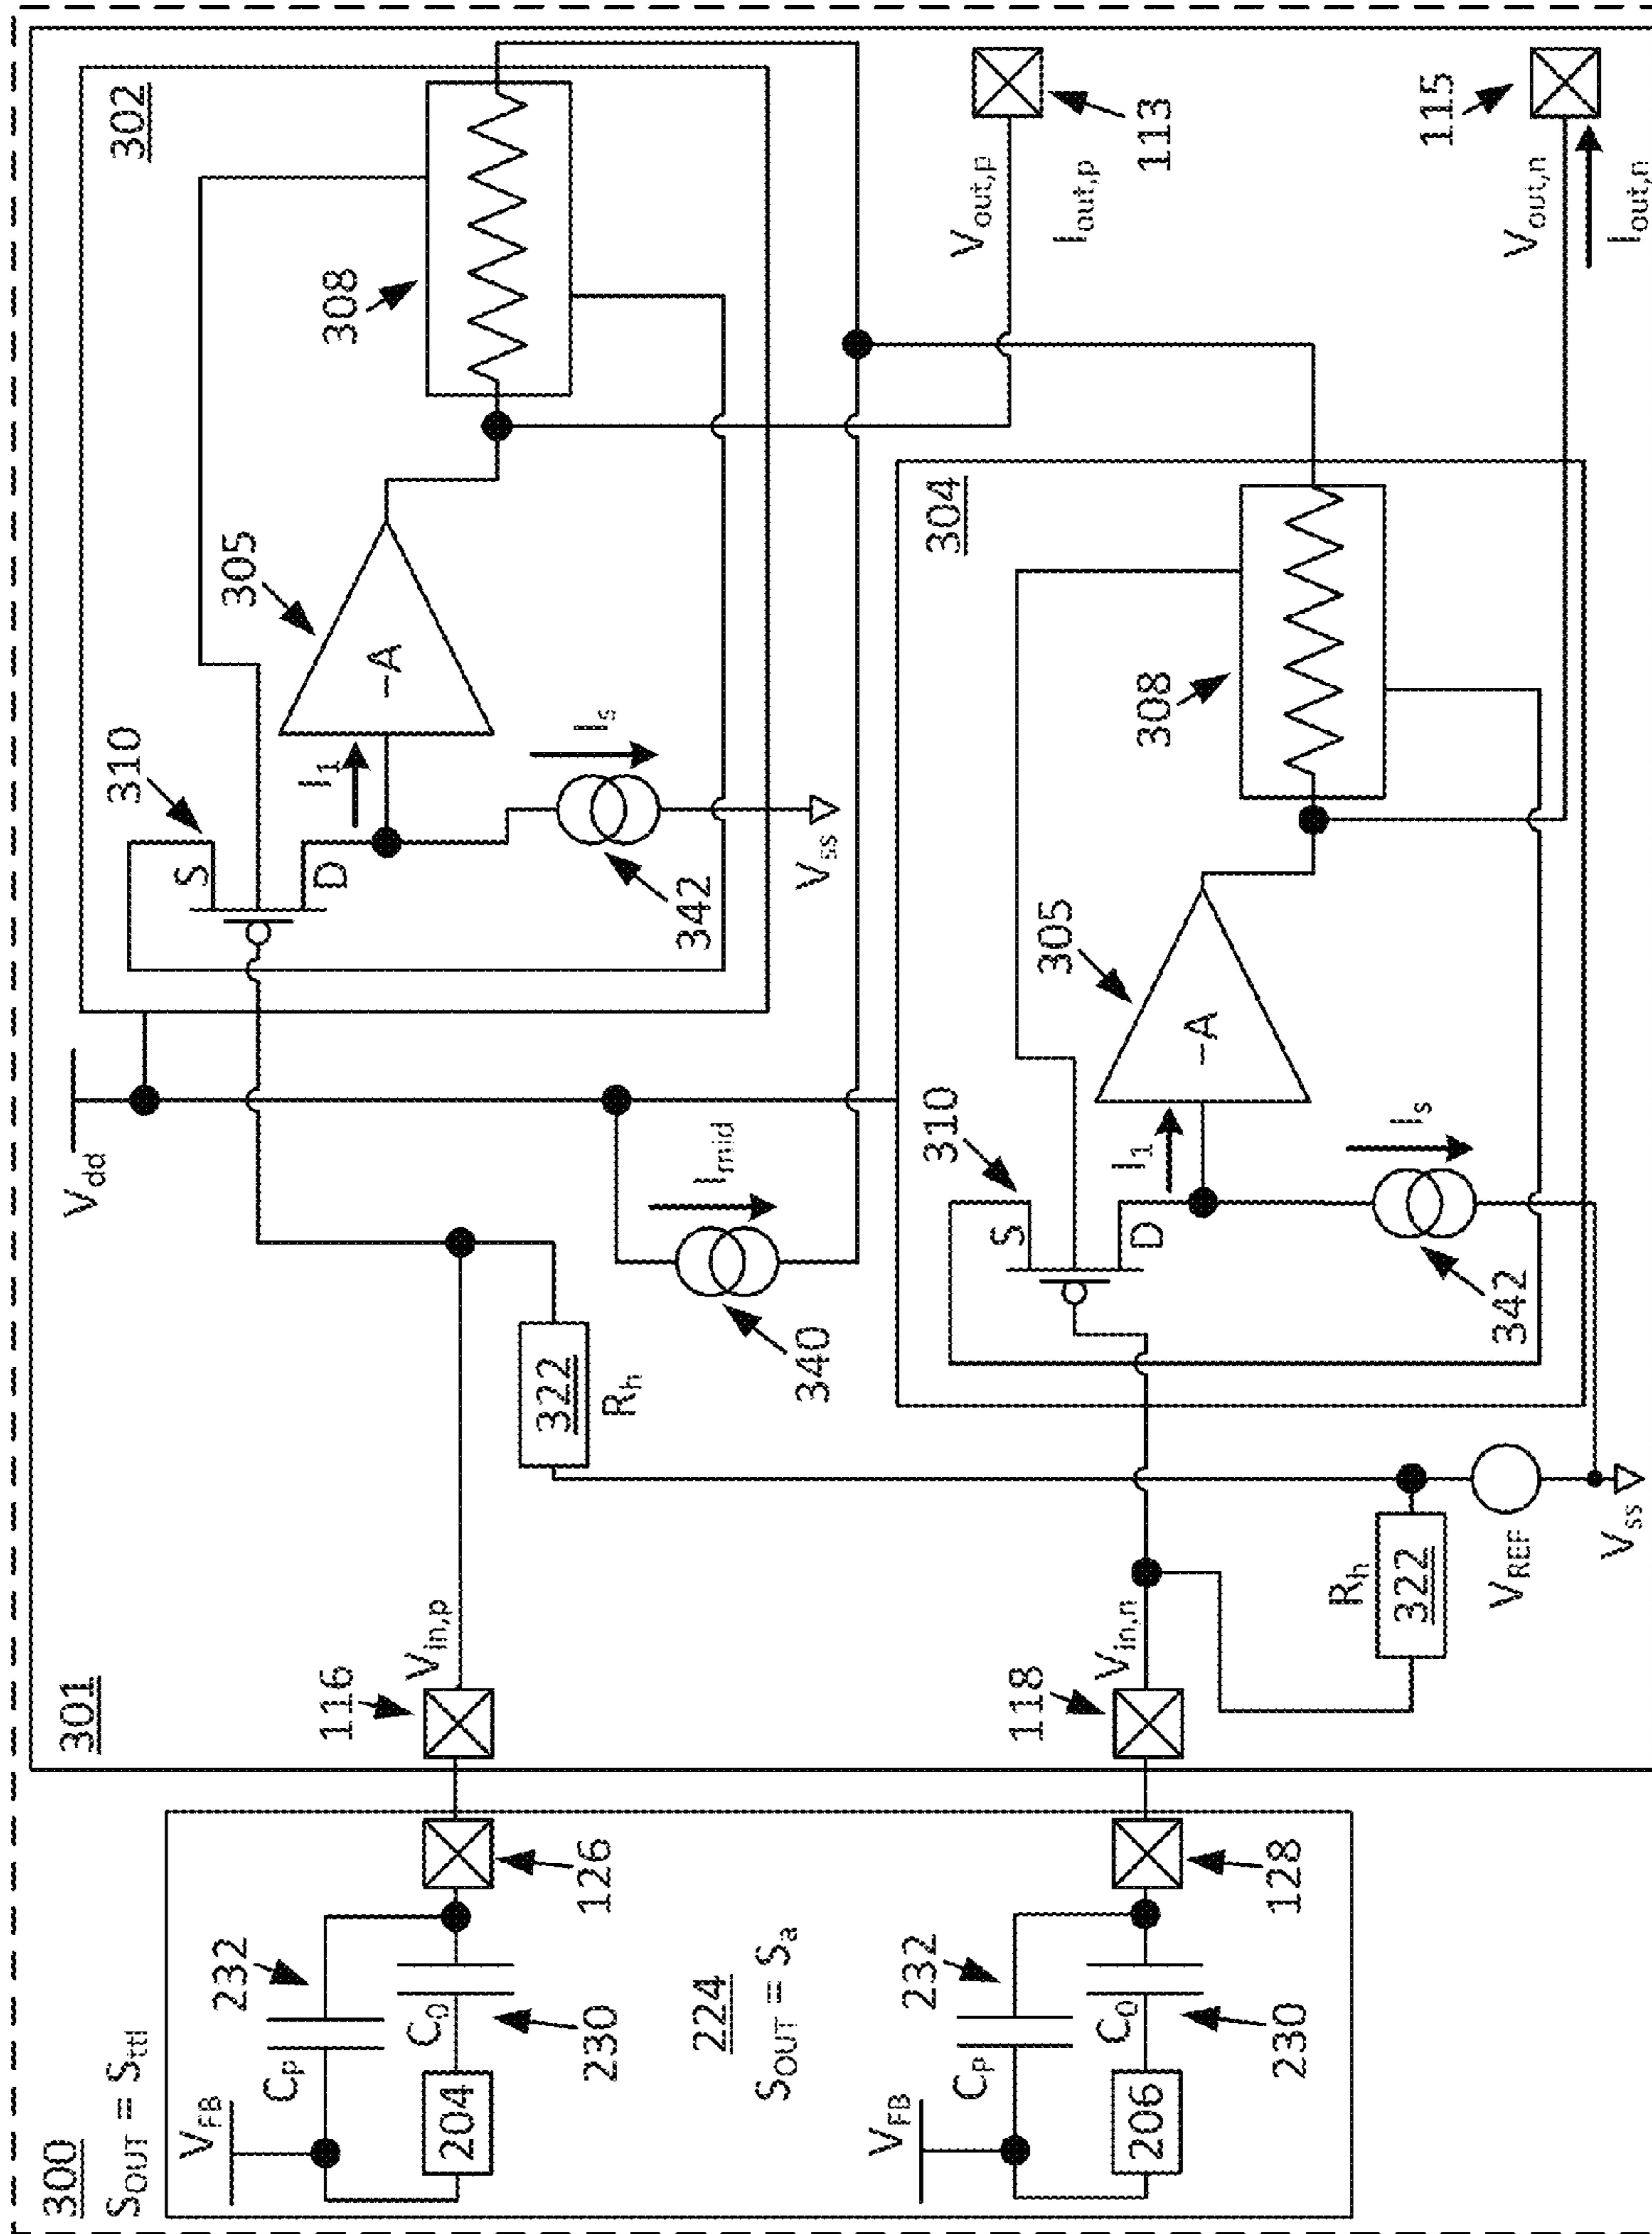 300
S_OUT = S_ttl
V_FB
C_p
232
C_0
230
204
126
224
S_OUT = S_a
V_FB
C_p
232
C_0
230
206
128
301
116
V_in,p
118
V_in,n
322
R_h
R_h
322
V_REF
V_ss
V_dd
340
I_mid
302
310
S
D
I_1
305
-A
342
I_s
V_ss
308
304
310
S
D
I_1
305
-A
342
I_s
308
V_out,p
I_out,p
113
115
V_out,n
I_out,n